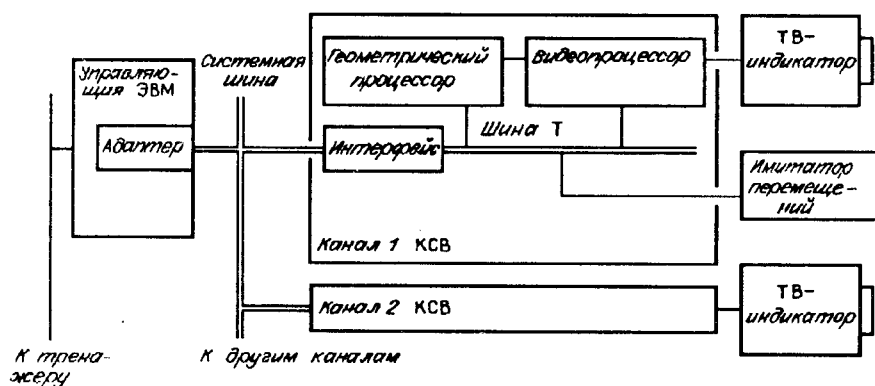 Управляю-
щия ЭВМ
Адаптер
Системная
шина
Геометрический
процессор
Видеопроцессор
Шина Т
Интерфейс
Канал 1 КСВ
ТВ-
индикатор
Имитатор
перемеще-
ний
Канал 2 КСВ
ТВ-
индикатор
К трена-
жеру
К другим каналам